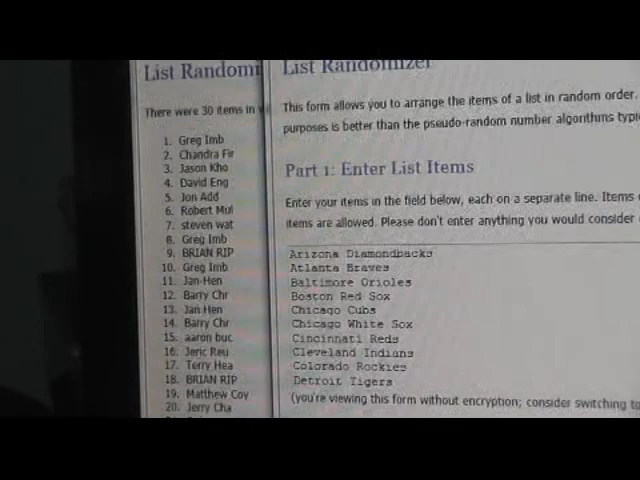 List Randomi
There were 30 items in
1. Greg Imb
2. Chandra Fir
3. Jason Kho
4. David Eng
5. Jon Add
6. Robert Mul
7. steven wat
8. Greg Imb
9. BRIAN RIP
10. Greg Imb
11. Jan-Hen
12. Barry Chr
13. Jan Hen
14. Barry Chr
15. aaron buc
16. Jeric Reu
17. Terry Hea
18. BRIAN RIP
19. Matthew Coy
20. Jerry Cha
List Randomizer
This form allows you to arrange the items of a list in random order.
purposes is better than the pseudo-random number algorithms typi
Part 1: Enter List Items
Enter your items in the field below, each on a separate line. Items
items are allowed. Please don't enter anything you would consider
Arizona Diamondbacks
Atlanta Braves
Baltimore Orioles
Boston Red Sox
Chicago Cubs
Chicago White Sox
Cincinnati Reds
Cleveland Indians
Colorado Rockies
Detroit Tigers
(you're viewing this form without encryption; consider switching to